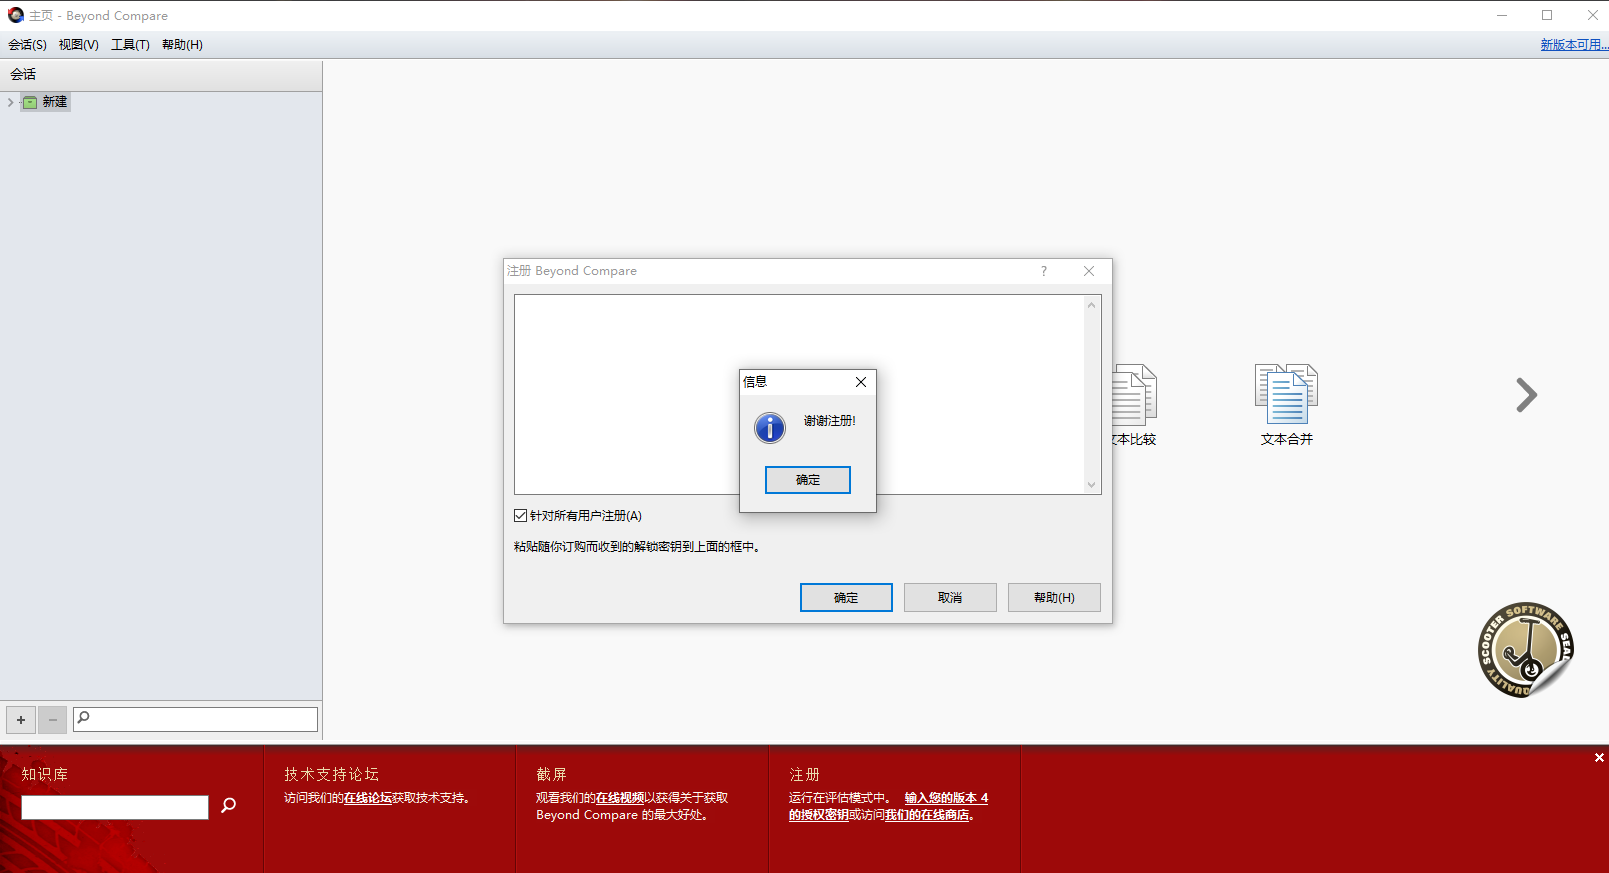 主页 - Beyond Compare
会话(S) 视图(V) 工具(T) 帮助(H)
新版本可用...
会话
新建
注册 Beyond Compare
?
信息
谢谢注册!
确定
针对所有用户注册(A)
粘贴随你订购而收到的解锁密钥到上面的框中。
确定
取消
帮助(H)
文本比较
文本合并
SCOOTER SOFTWARE SEAL
QUALITY
知识库
技术支持论坛
访问我们的在线论坛获取技术支持。
截屏
观看我们的在线视频以获得关于获取
Beyond Compare 的最大好处。
注册
运行在评估模式中。 输入您的版本 4
的授权密钥或访问我们的在线商店。